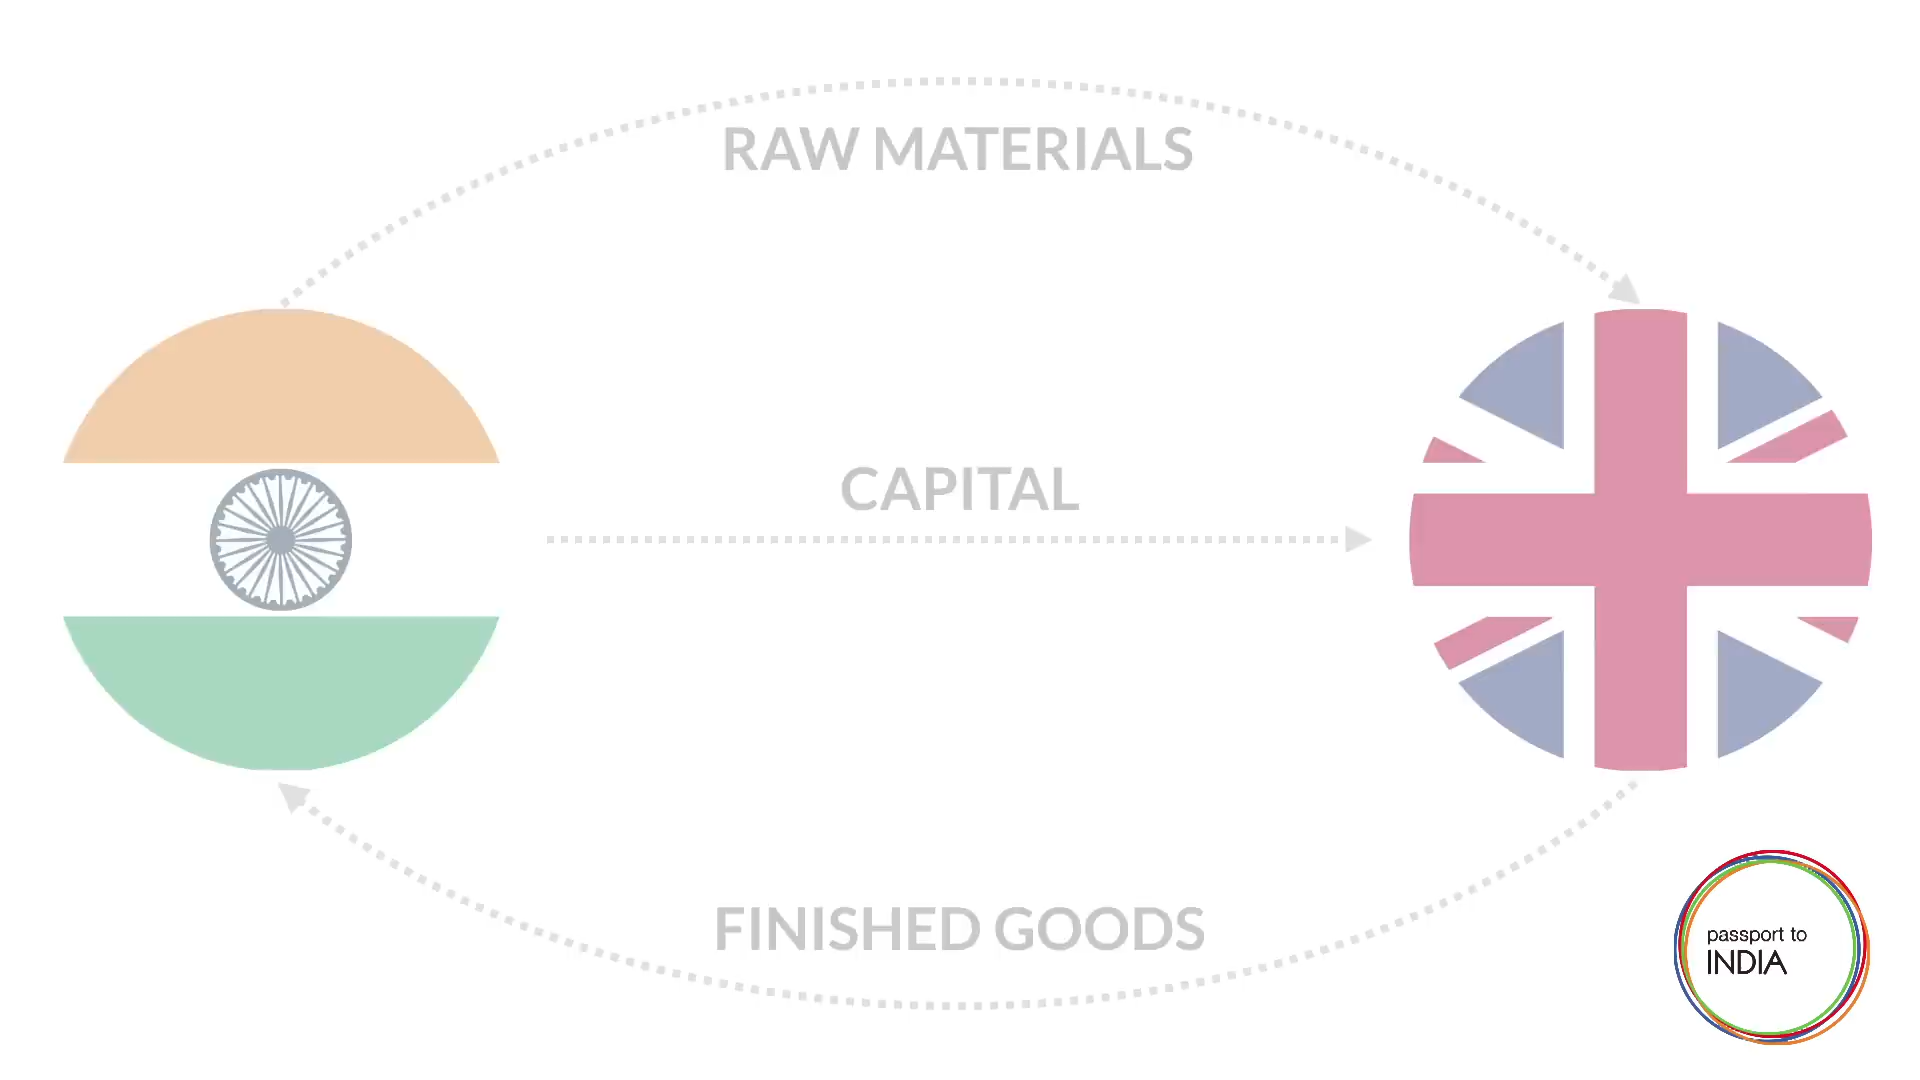 RAW MATERIALS
CAPITAL
FINISHED GOODS
passport to
INDIA